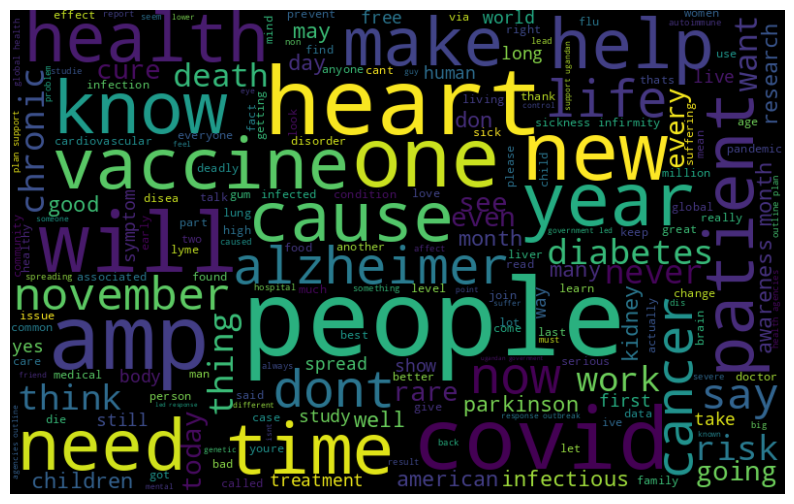 effect report seem lower
health
make
help
free world right
via flu
autoimmune women
prevent mind
may
non find
lead guy
global health
studie problem
cure
death
day anyone cant
long
human
thats use
live
want
research
chronic
infection
know
heart
life
don
living
thank control
support ugandan
every
suffering
mean
age
pandemic
patient
cardiovascular everyone
fact getting look
sick
sickness infirmity
plan support
feel
disorder
vaccine
one
new
please
child
million
deadly
good
disea
talk gum infected condition love
see
even
year
global
really
awareness month
outline plan
someone
part lung
symptom
cause
month
government led keep great
will
community healthy early
two
lyme
high caused food another affect
liver
diabetes
spreading associated found
alzheimer
read
many
never
november
hospital something
much level join learn
way
change
dis
brain
health agencies
issue
common
amp
thing
people
suffer point
best
come lot last
must
actually
kidney
cancer
yes
care medical body man
always
spread
show
better
now
serious
work
severe doctor
say
friend
led response
different
think
person said
dont
rare
parkinson
first
take
die still
today
case study well give
response outbreak
data known big
need
time
covid
risk
agencies outline
genetic isnt
back ive let
children got
mental
bad youre called
treatment
result
american
infectious
family
going